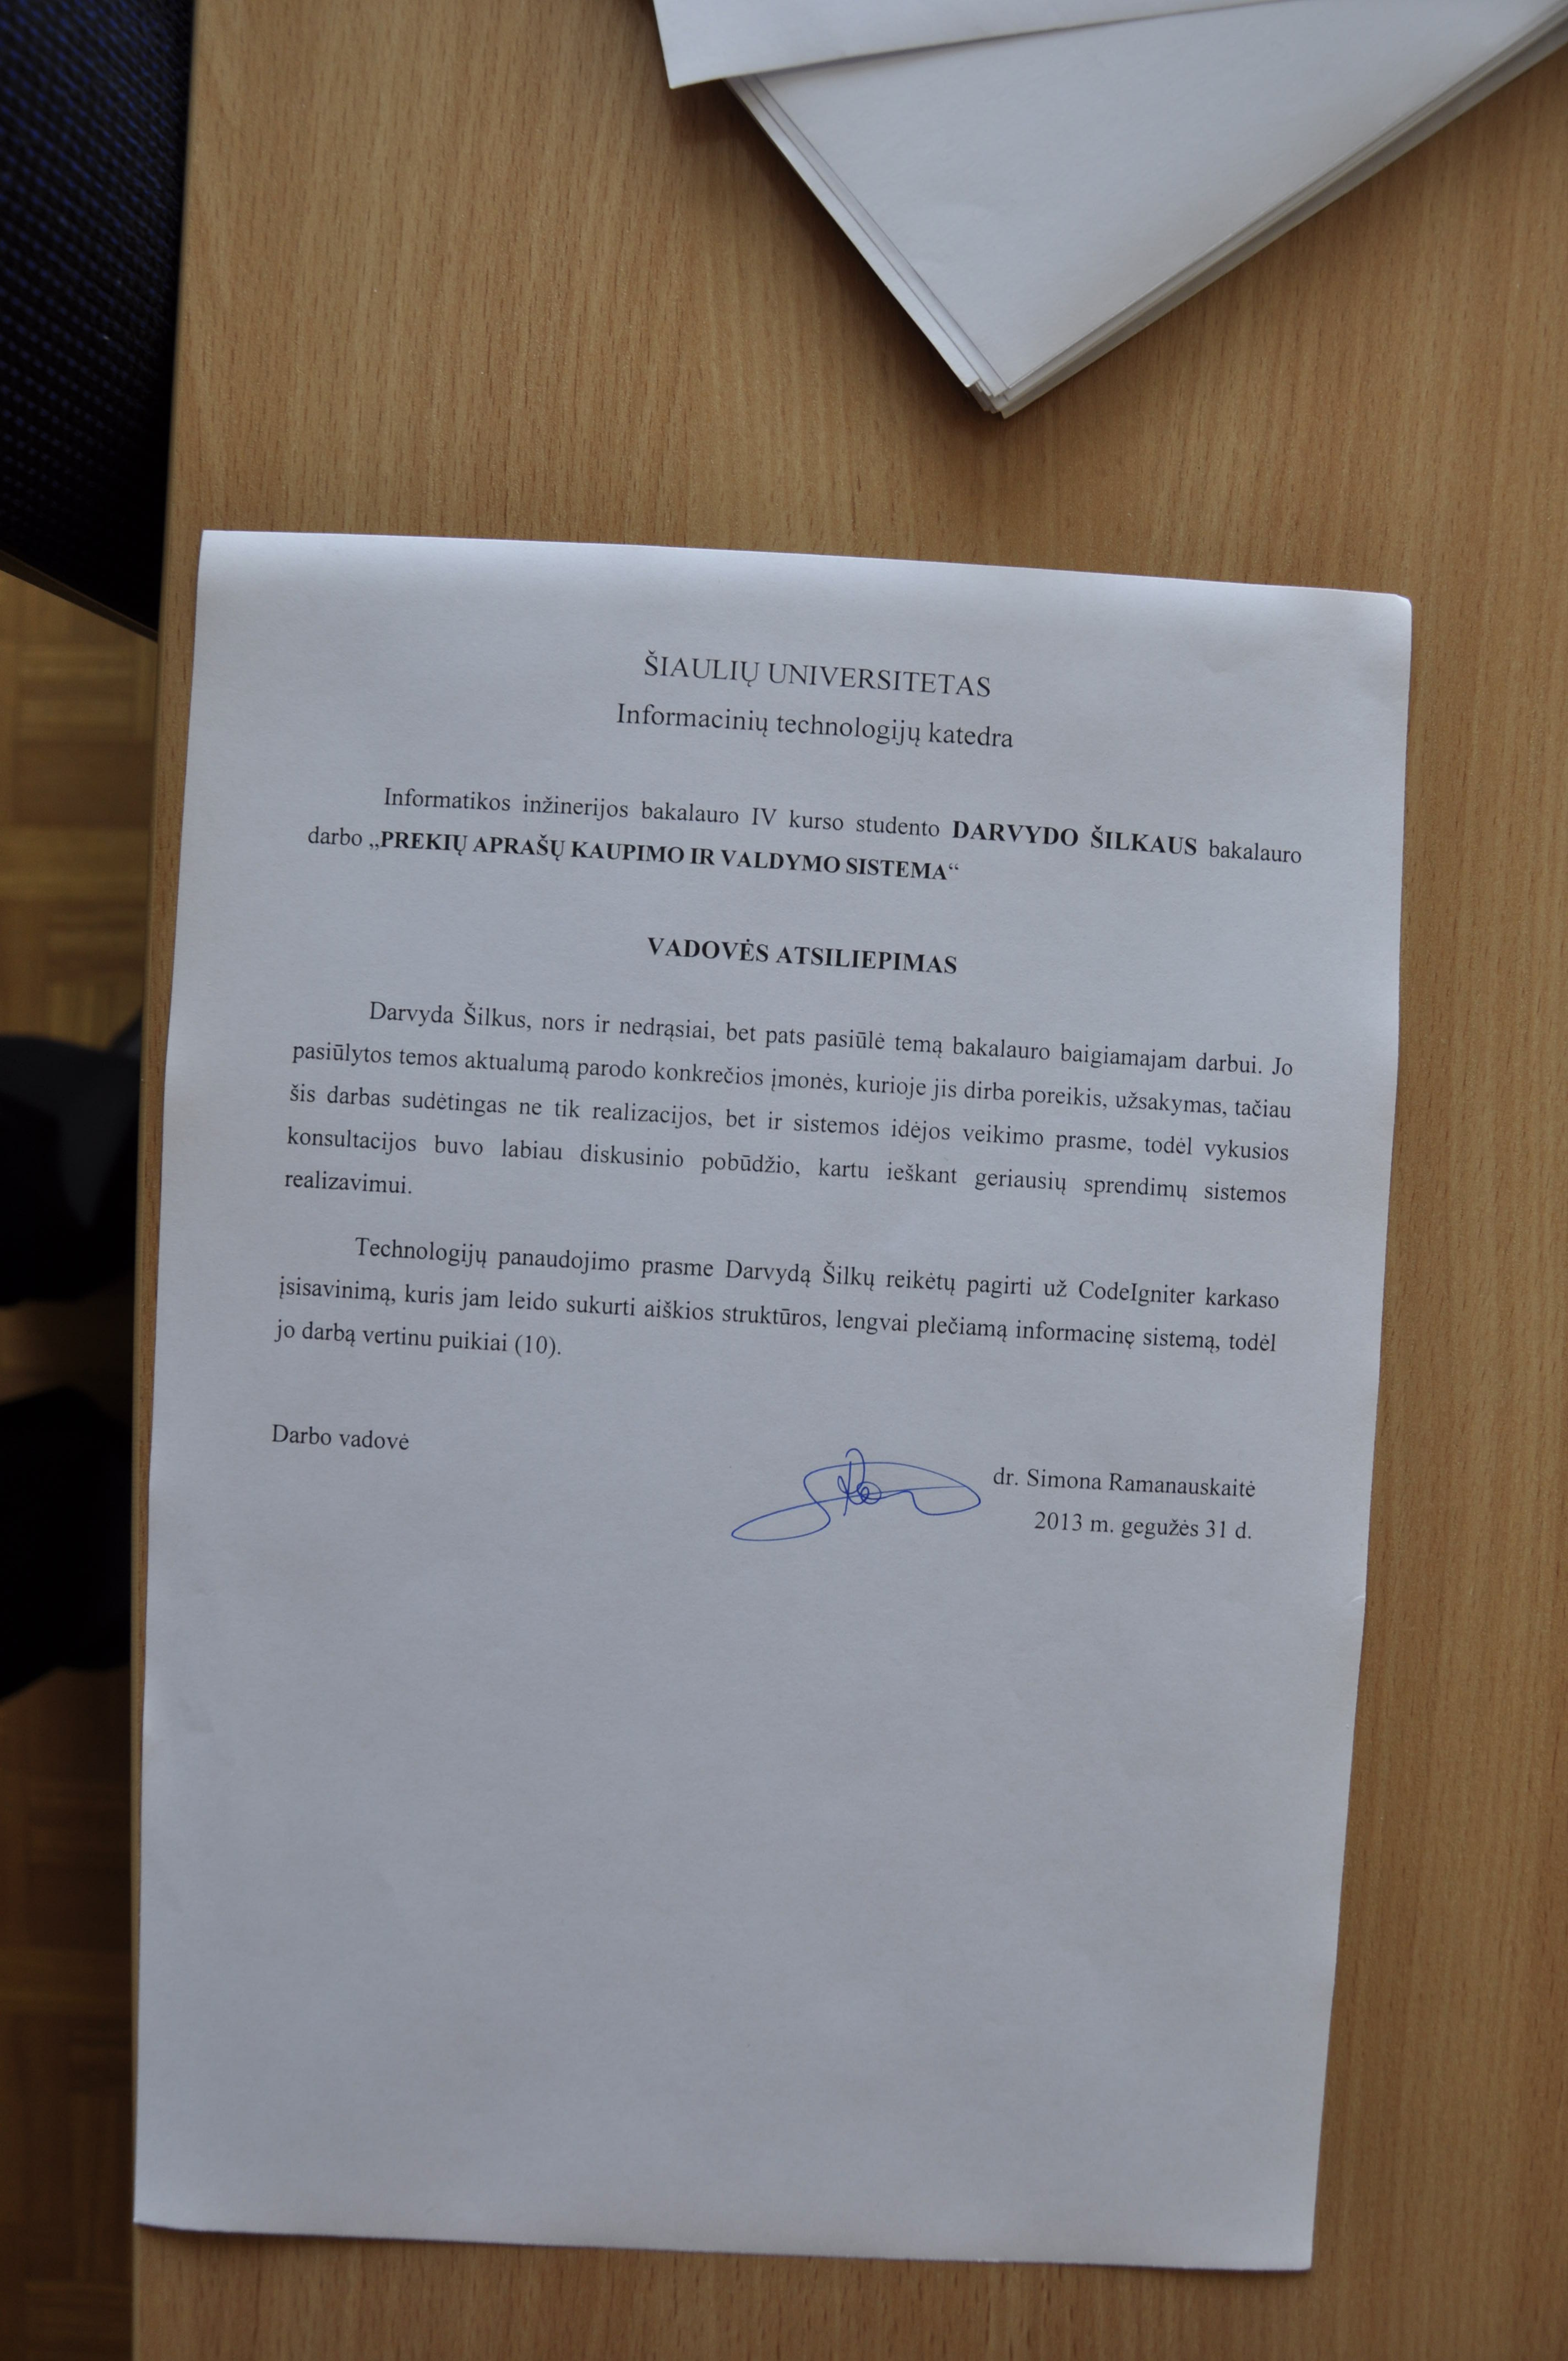 ŠIAULIŲ UNIVERSITETAS
Informacinių technologijų katedra
Informatikos inžinerijos bakalauro IV kurso studento DARVYDO ŠILKAUS bakalauro
darbo „PREKIŲ APRAŠŲ KAUPIMO IR VALDYMO SISTEMA“
VADOVĖS ATSILIEPIMAS
Darvyda Šilkus, nors ir nedrąsiai, bet pats pasiūlė temą bakalauro baigiamajam darbui. Jo
pasiūlytos temos aktualumą parodo konkrečios įmonės, kurioje jis dirba poreikis, užsakymas, tačiau
šis darbas sudėtingas ne tik realizacijos, bet ir sistemos idėjos veikimo prasme, todėl vykusios
konsultacijos buvo labiau diskusinio pobūdžio, kartu ieškant geriausių sprendimų sistemos
realizavimui.
Technologijų panaudojimo prasme Darvydą Šilkų reikėtų pagirti už CodeIgniter karkaso
įsisavinimą, kuris jam leido sukurti aiškios struktūros, lengvai plečiamą informacinę sistemą, todėl
jo darbą vertinu puikiai (10).
Darbo vadovė
dr. Simona Ramanauskaitė
2013 m. gegužės 31 d.